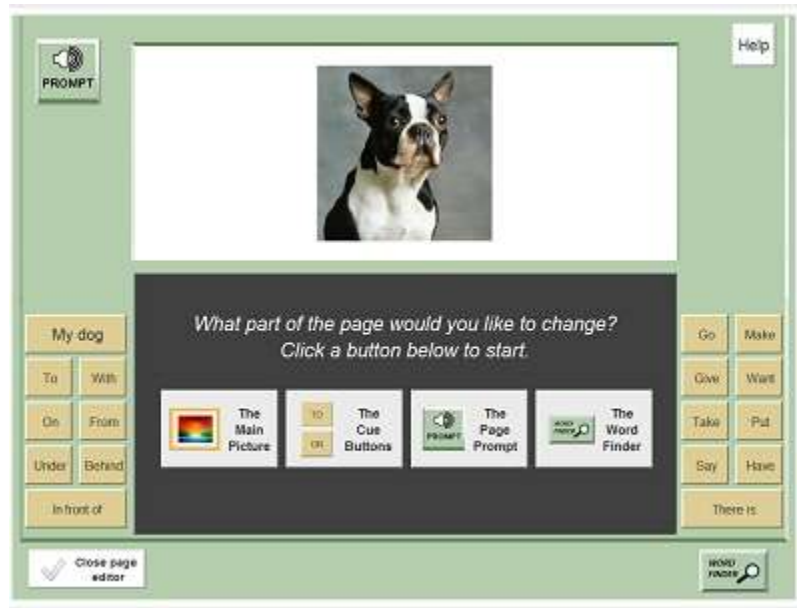 PROMPT
Help
What part of the page would you like to change?
Click a button below to start.
My dog
To
With
On
From
Under
Behind
In front of
Go
Make
Give
Want
Take
Put
Say
Have
There is
The
Main
Picture
TO
ON
The
Cue
Buttons
PROMPT
The
Page
Prompt
WORD
FINDER
The
Word
Finder
Close page
editor
WORD
FINDER